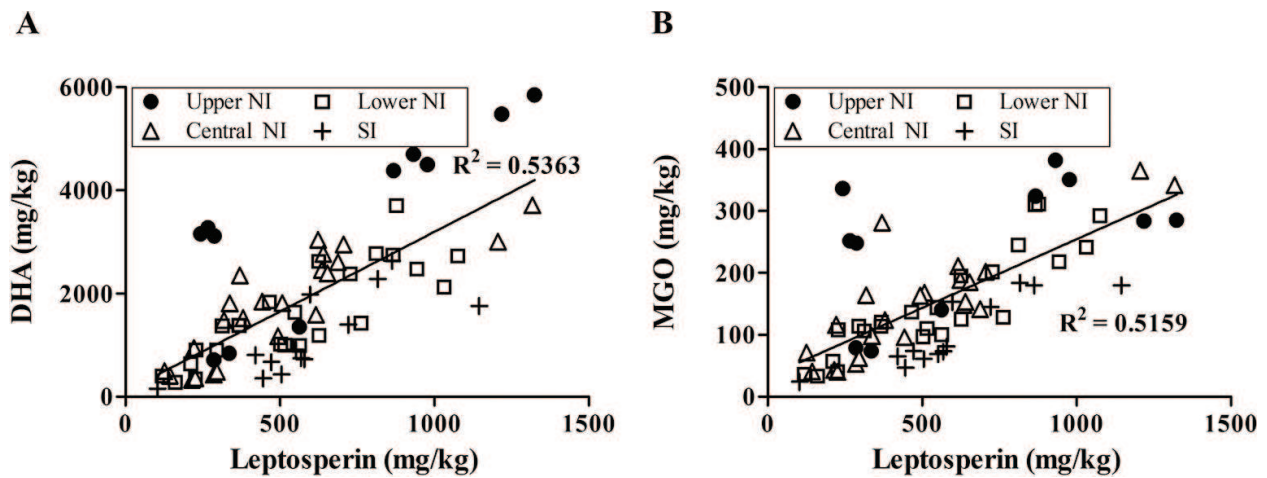 A
DHA (mg/kg)
6000
4000
2000
0
Upper NI
Lower NI
Central NI
SI
R² = 0.5363
0
500
1000
1500
Leptosperin (mg/kg)
B
MGO (mg/kg)
500
400
300
200
100
0
Upper NI
Lower NI
Central NI
SI
R² = 0.5159
0
500
1000
1500
Leptosperin (mg/kg)